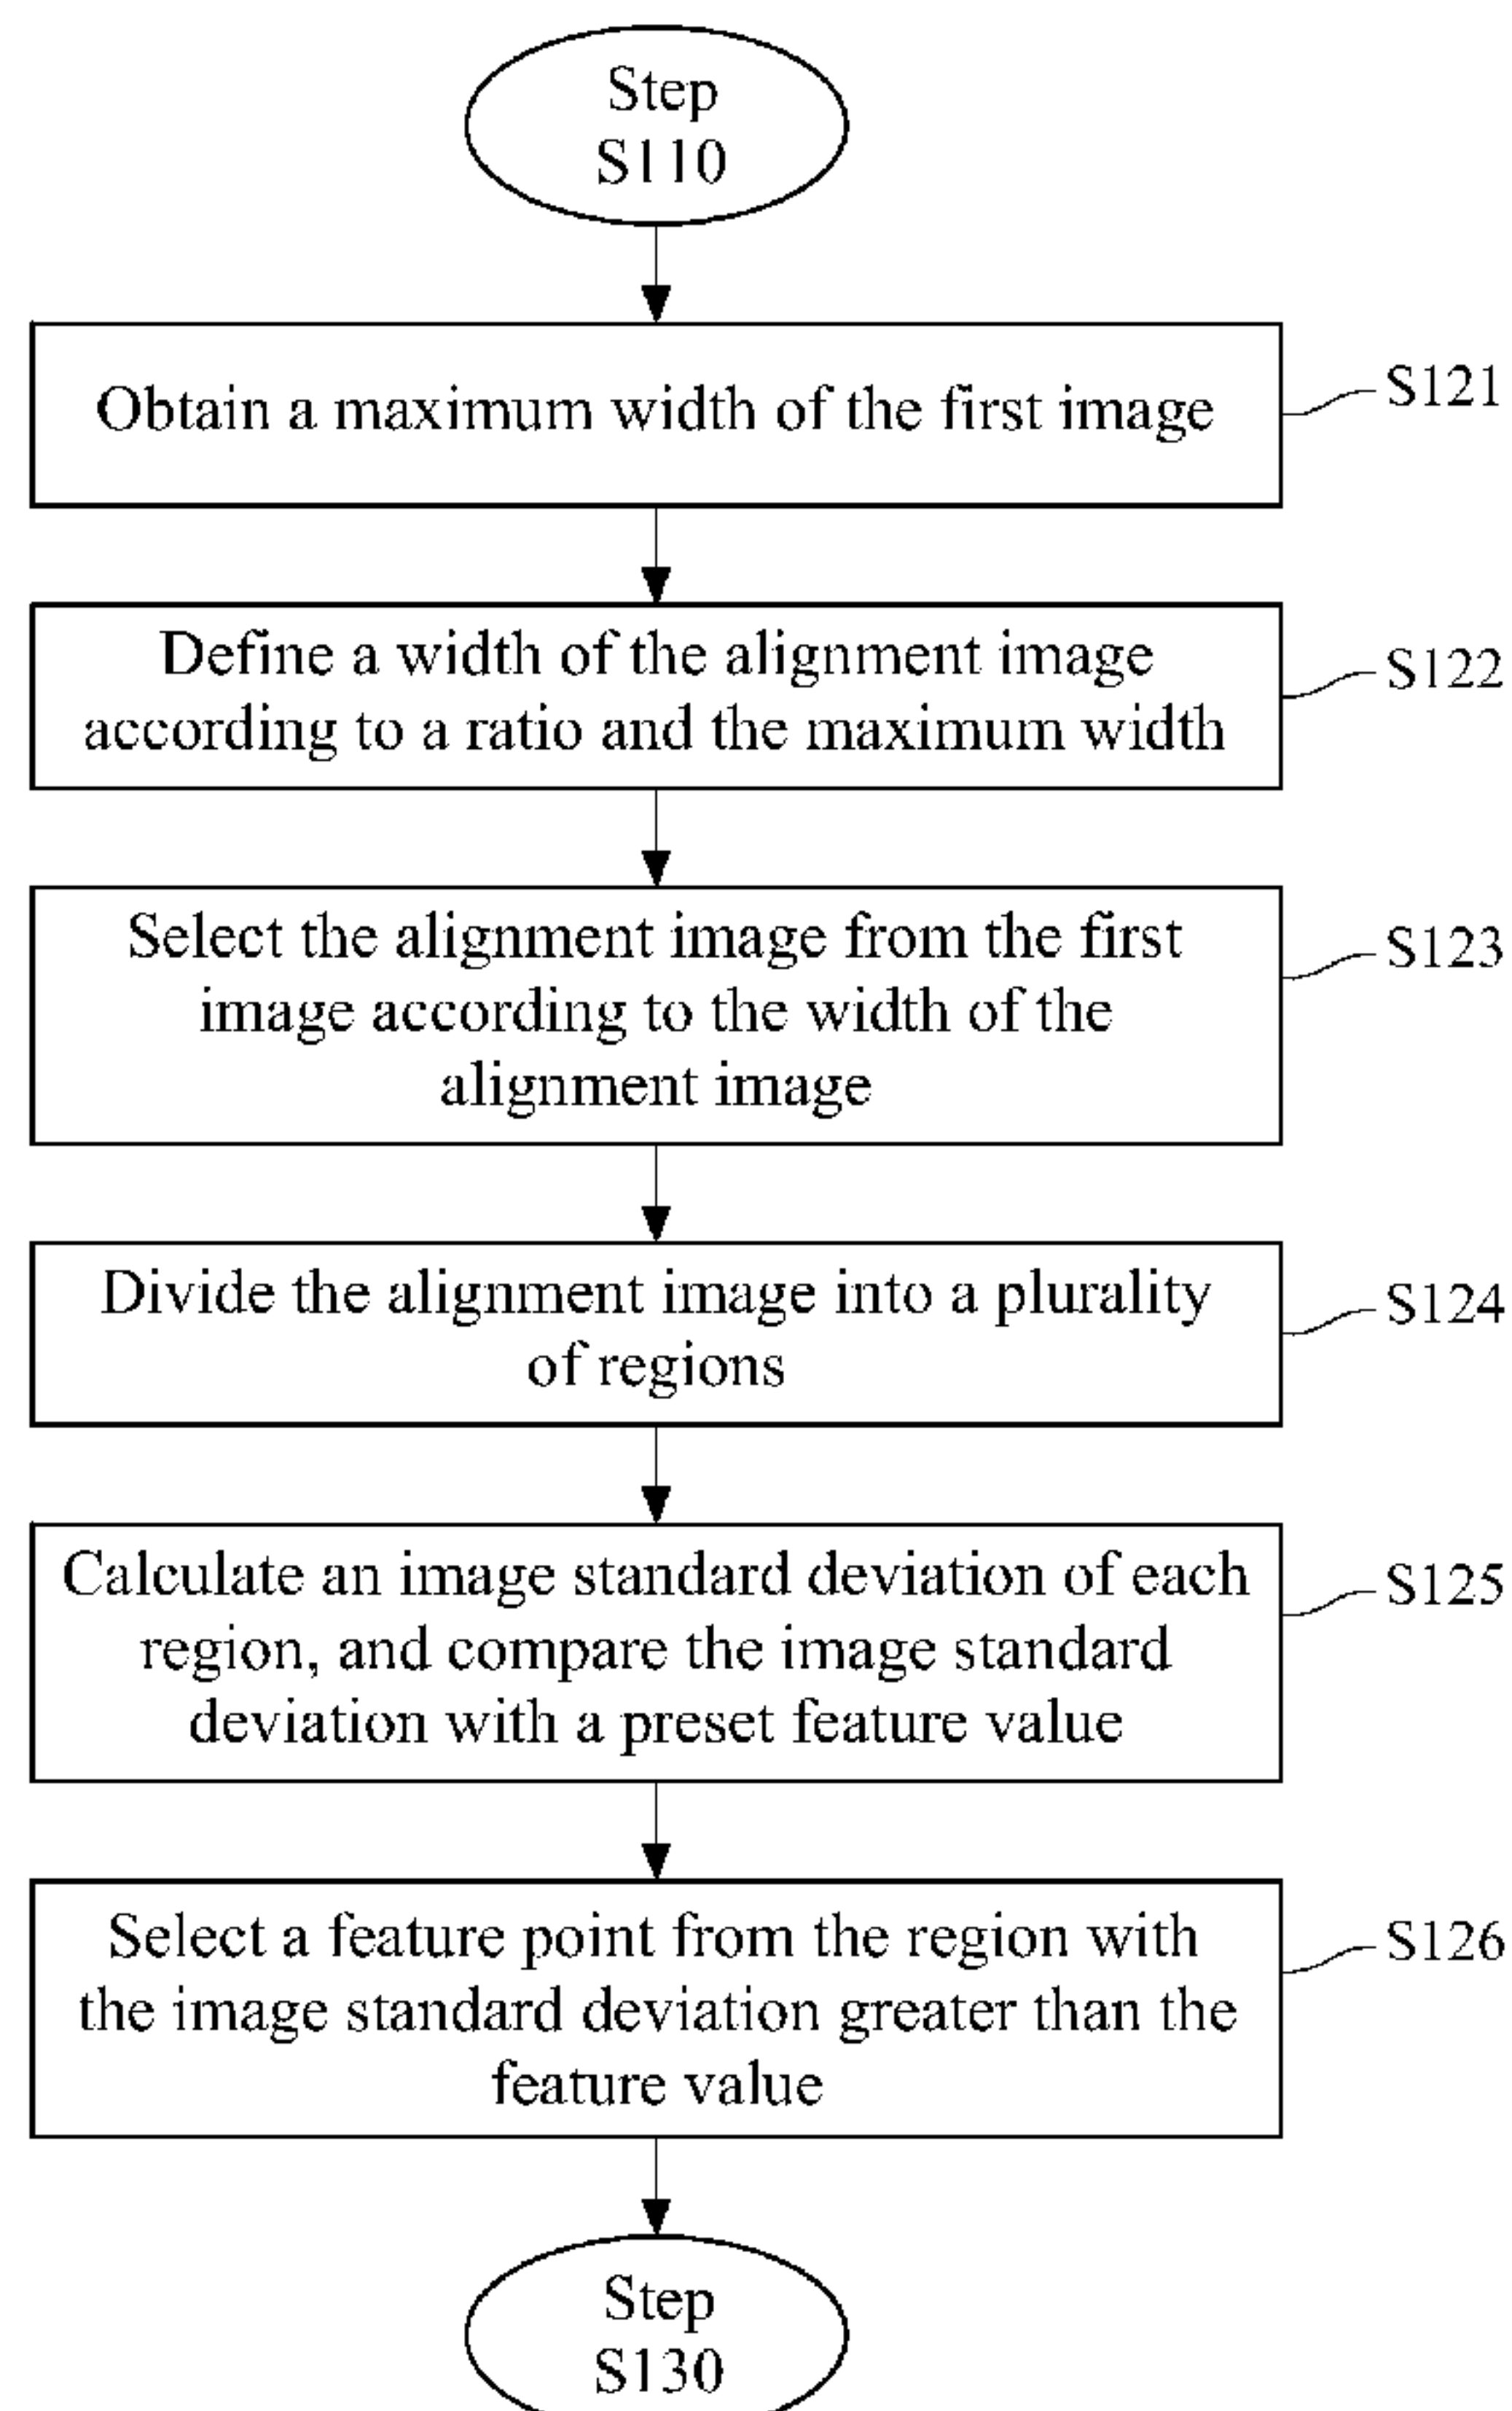 Step
S110
Obtain a maximum width of the first image
S121
Define a width of the alignment image
according to a ratio and the maximum width
S122
Select the alignment image from the first
image according to the width of the
alignment image
S123
Divide the alignment image into a plurality
of regions
S124
Calculate an image standard deviation of each
region, and compare the image standard
deviation with a preset feature value
S125
Select a feature point from the region with
the image standard deviation greater than the
feature value
S126
Step
S130